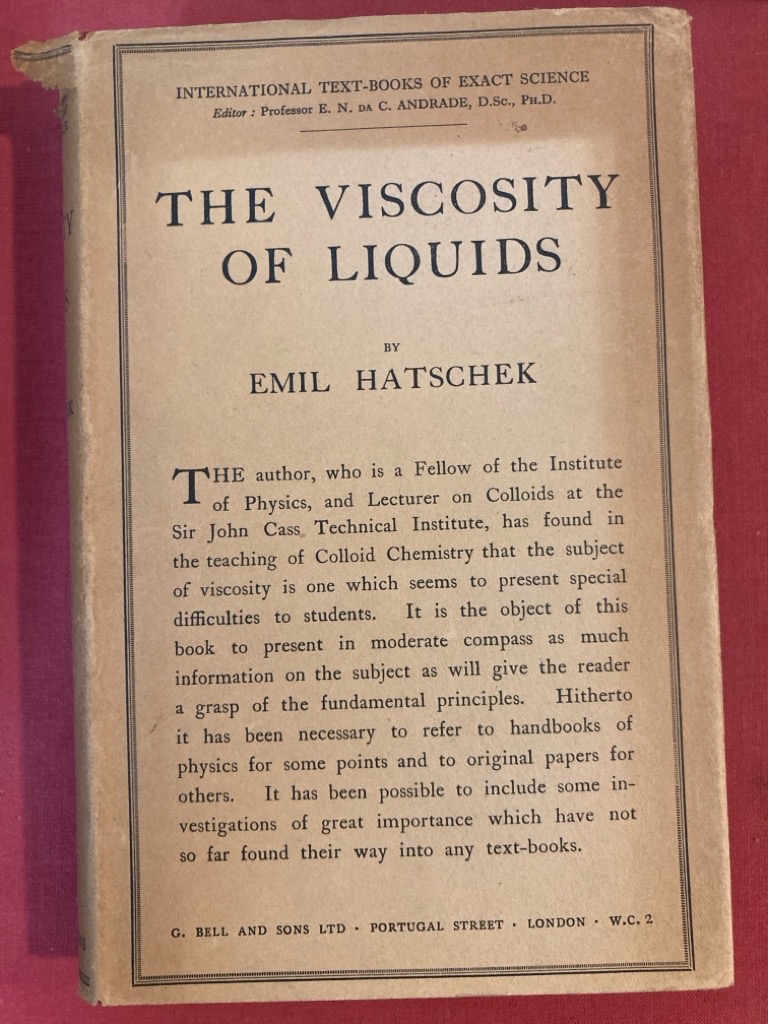 INTERNATIONAL TEXT-BOOKS OF EXACT SCIENCE
Editor : Professor E. N. DA C. ANDRADE, D.Sc., PH.D.
THE VISCOSITY
OF LIQUIDS
BY
EMIL HATSCHEK
THE author, who is a Fellow of the Institute
of Physics, and Lecturer on Colloids at the
Sir John Cass Technical Institute, has found in
the teaching of Colloid Chemistry that the subject
of viscosity is one which seems to present special
difficulties to students. It is the object of this
book to present in moderate compass as much
information on the subject as will give the reader
a grasp of the fundamental principles. Hitherto
it has been necessary to refer to handbooks of
physics for some points and to original papers for
others. It has been possible to include some in-
vestigations of great importance which have not
so far found their way into any text-books.
G. BELL AND SONS LTD · PORTUGAL STREET · LONDON · W.C. 2